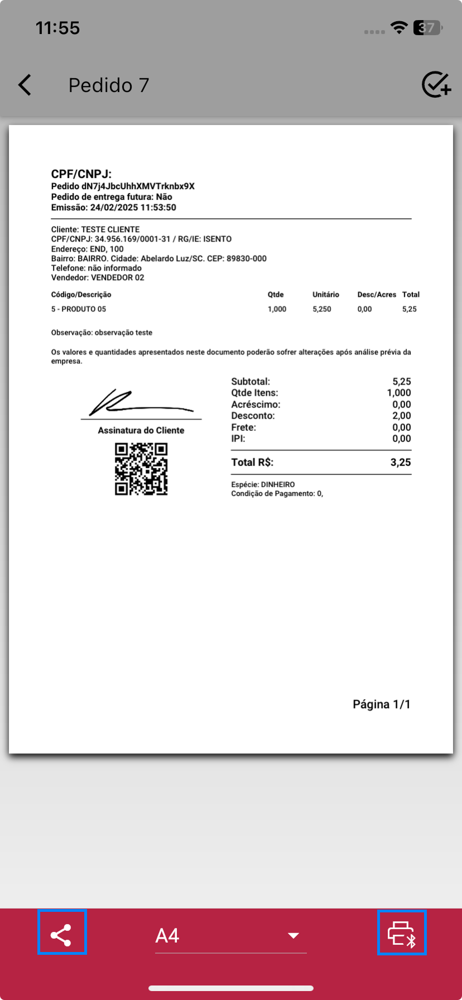 11:55
37
Pedido 7
CPF/CNPJ:
Pedido dN7j4JbcUhhXMVTrknbx9X
Pedido de entrega futura: Não
Emissão: 24/02/2025 11:53:50
Cliente: TESTE CLIENTE
CPF/CNPJ: 34.956.169/0001-31 / RG/IE: ISENTO
Endereço: END, 100
Bairro: BAIRRO. Cidade: Abelardo Luz/SC. CEP: 89830-000
Telefone: não informado
Vendedor: VENDEDOR 02
Código/Descrição Qtde Unitário Desc/Acres Total
5 - PRODUTO 05 1,000 5,250 0,00 5,25
Observação: observação teste
Os valores e quantidades apresentados neste documento poderão sofrer alterações após análise prévia da
empresa.
Subtotal: 5,25
Qtde Itens: 1,000
Acréscimo: 0,00
Desconto: 2,00
Frete: 0,00
IPI: 0,00
Assinatura do Cliente
Total R$: 3,25
Espécie: DINHEIRO
Condição de Pagamento: 0,
Página 1/1
A4